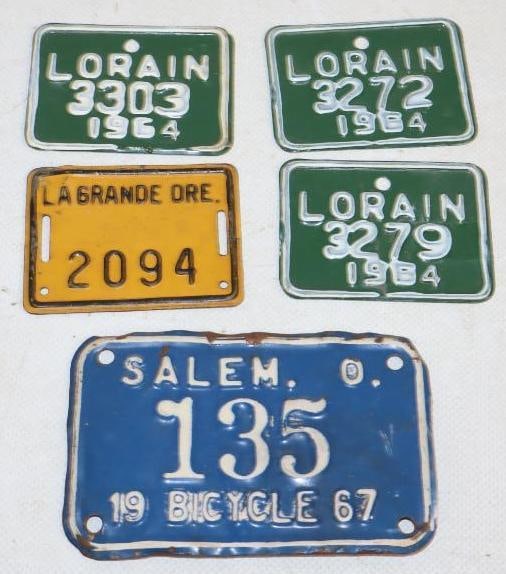 LORAIN
3303
1964
LORAIN
3272
1964
LA GRANDE ORE.
2094
LORAIN
3279
1964
SALEM. O.
135
19 BICYCLE 67